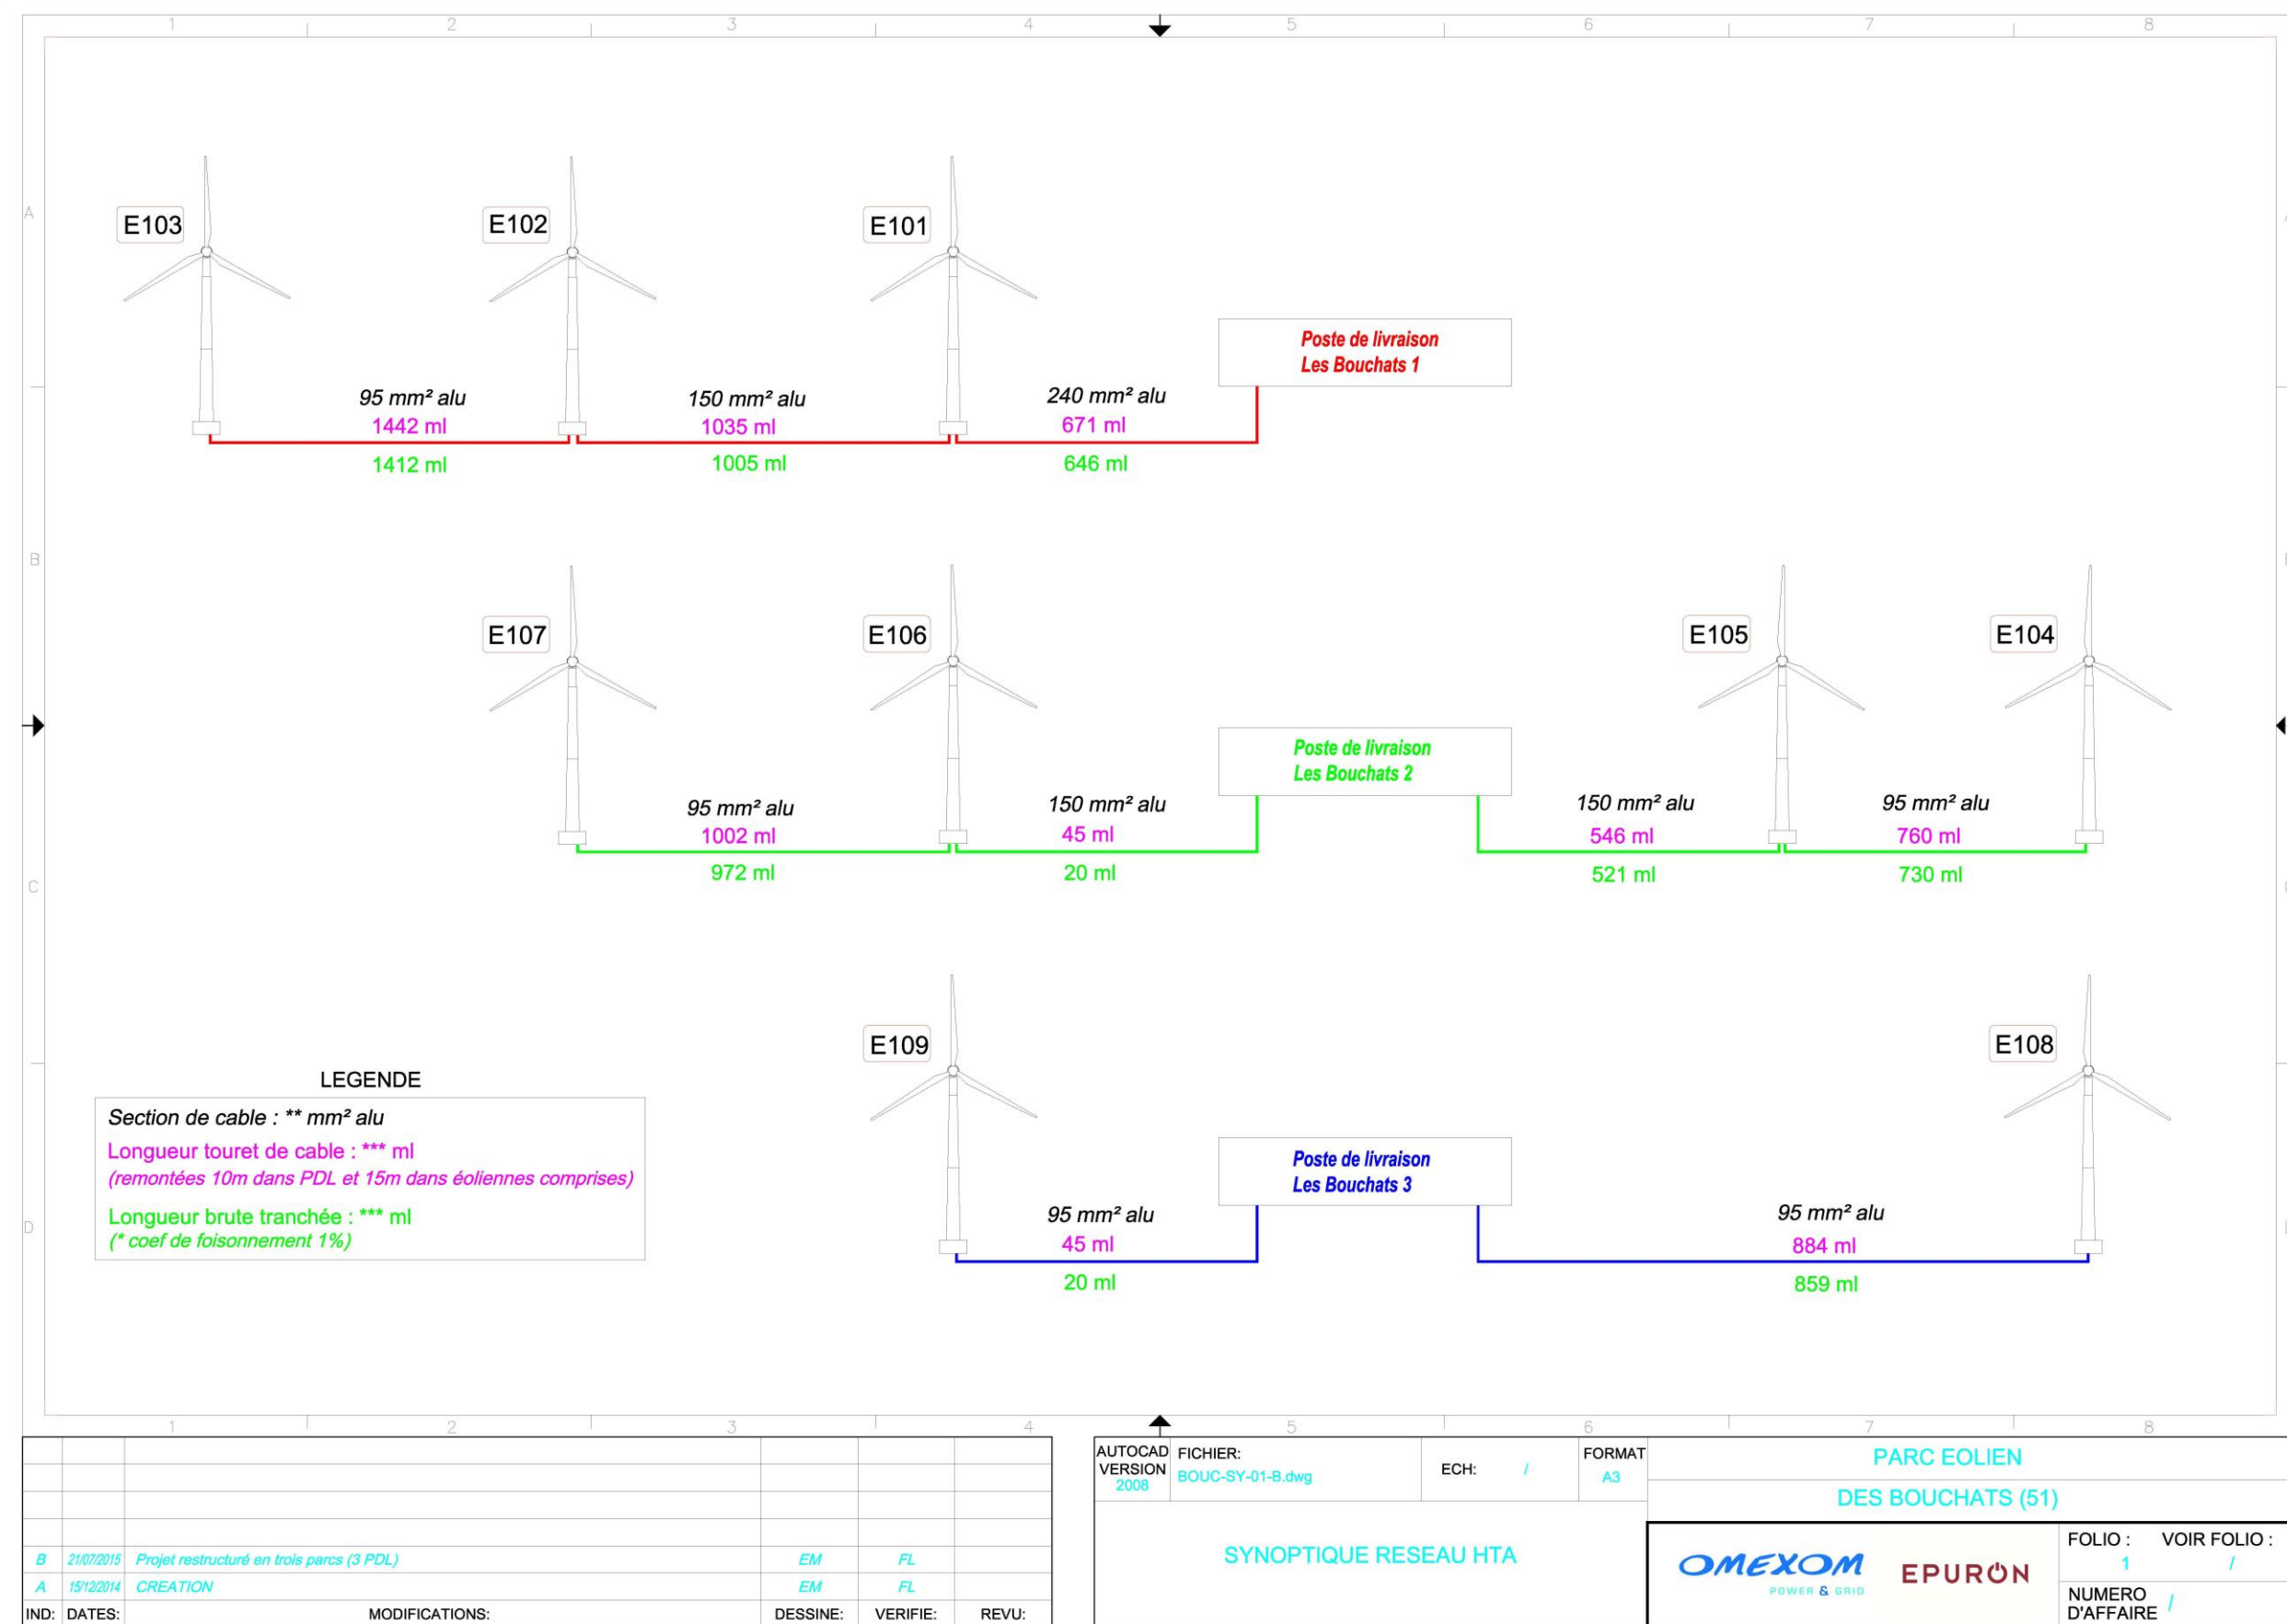 1 2 3 4 5 6 7 8
A
E103 E102 E101
Poste de livraison
Les Bouchats 1
95 mm² alu 150 mm² alu 240 mm² alu
1442 ml 1035 ml 671 ml
1412 ml 1005 ml 646 ml
B
E107 E106 E105 E104
Poste de livraison
Les Bouchats 2
95 mm² alu 150 mm² alu 150 mm² alu 95 mm² alu
1002 ml 45 ml 546 ml 760 ml
972 ml 20 ml 521 ml 730 ml
C
E109 E108
Poste de livraison
Les Bouchats 3
95 mm² alu 95 mm² alu
45 ml 884 ml
20 ml 859 ml
LEGENDE
Section de cable : ** mm² alu
Longueur touret de cable : *** ml
(remontées 10m dans PDL et 15m dans éoliennes comprises)
Longueur brute tranchée : *** ml
(* coef de foisonnement 1%)
D
1 2 3 4 5 6 7 8
B 21/07/2015 Projet restructuré en trois parcs (3 PDL) EM FL
A 15/12/2014 CREATION EM FL
IND: DATES: MODIFICATIONS: DESSINE: VERIFIE: REVU:
AUTOCAD
VERSION
2008
FICHIER:
BOUC-SY-01-B.dwg
ECH: /
FORMAT
A3
SYNOPTIQUE RESEAU HTA
PARC EOLIEN
DES BOUCHATS (51)
OMEXOM
POWER & GRID
EPURON
FOLIO : VOIR FOLIO :
1 /
NUMERO
D'AFFAIRE /